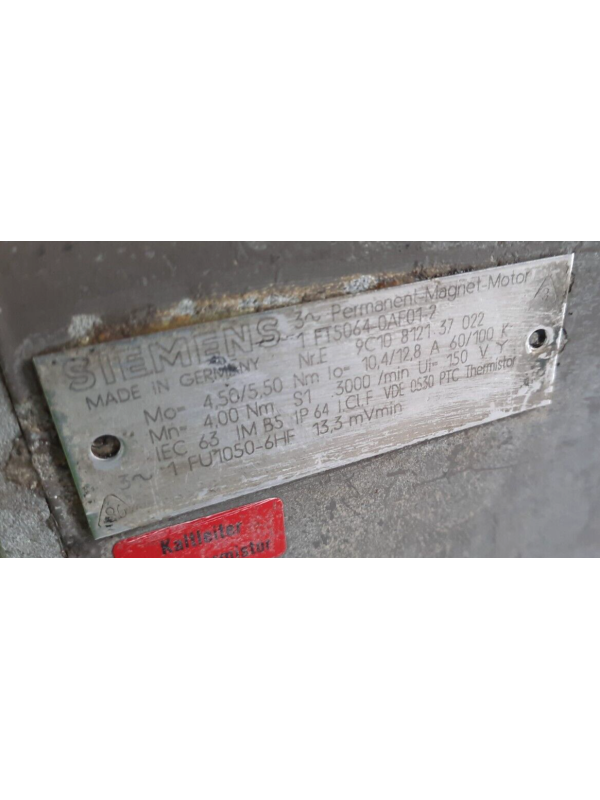 SIEMENS 3~ Permanent-Magnet-Motor
MADE IN GERMANY ~ 1 FT5064-0AF01-2
Nr.E 9C10 8121 37 022
Mo= 4,50/5,50 Nm Io= 10,4/12,8 A 60/100 K
Mn= 4,00 Nm S1 3000 /min Ui= 150 V Y
IEC 63 IM B5 IP 64 I.Cl.F VDE 0530 PTC Thermistor
3~ 1 FU1050-6HF 13.3 mVmin
Kaltleiter